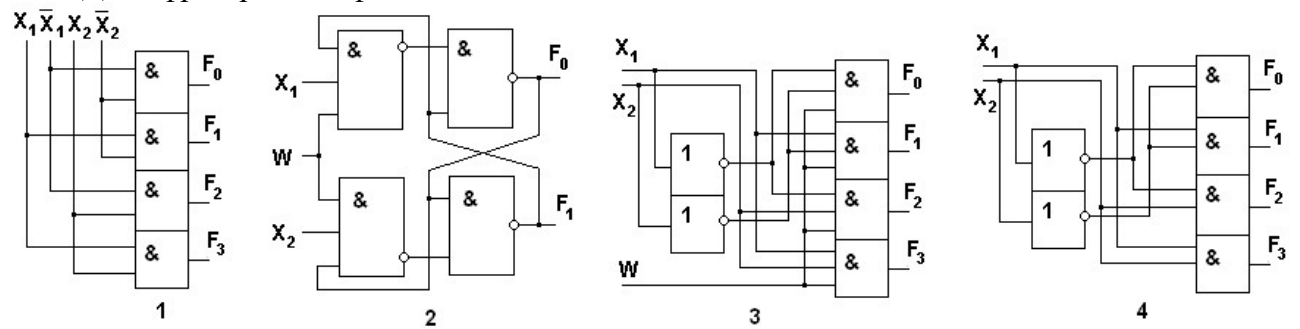 X₁ X̄₁ X₂ X̄₂
& F₀
& F₁
& F₂
& F₃
1
& & F₀
X₁
W
& & F₁
X₂
2
X₁
X₂
& F₀
& F₁
1
& F₂
1
& F₃
W
3
X₁
X₂
& F₀
& F₁
1
& F₂
1
& F₃
4